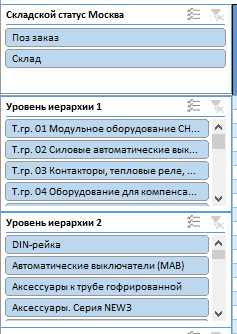 Складской статус Москва
Поз заказ
Склад
Уровень иерархии 1
Т.гр. 01 Модульное оборудование CH...
Т.гр. 02 Силовые автоматические вык...
Т.гр. 03 Контакторы, тепловые реле, ...
Т.гр. 04 Оборудование для компенса...
Уровень иерархии 2
DIN-рейка
Автоматические выключатели (МАВ)
Аксессуары к трубе гофрированной
Аксессуары. Серия NEW3